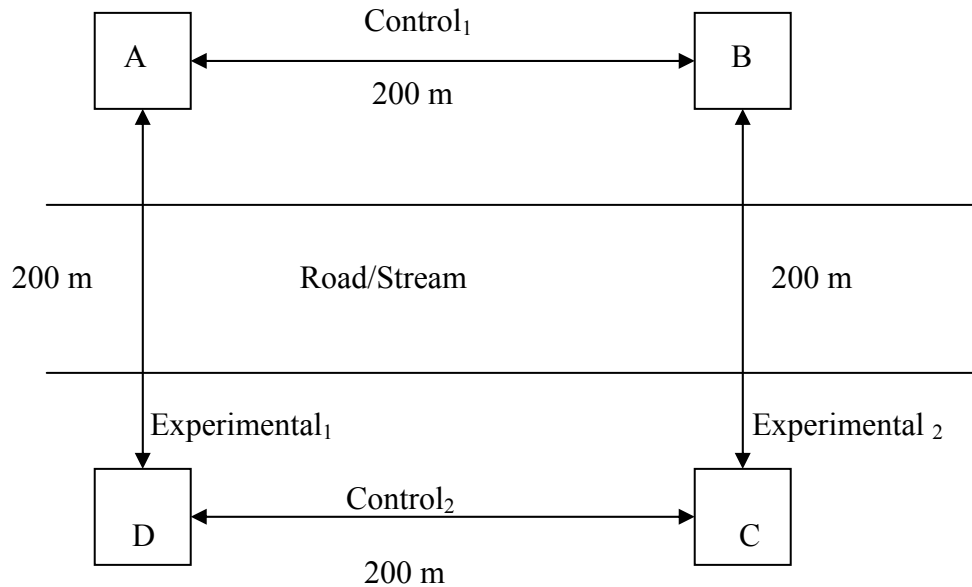 Control₁
A
B
200 m
200 m
Road/Stream
200 m
Experimental₁
Experimental ₂
Control₂
D
C
200 m